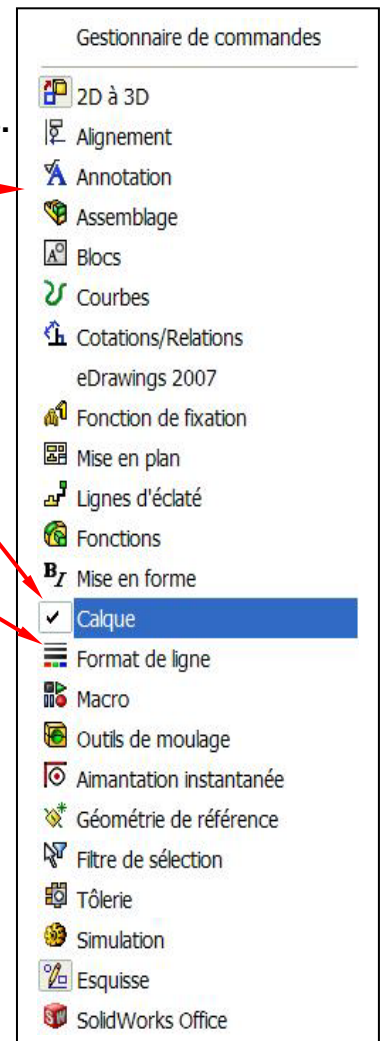 Gestionnaire de commandes
2D à 3D
Alignement
Annotation
Assemblage
Blocs
Courbes
Cotations/Relations
eDrawings 2007
Fonction de fixation
Mise en plan
Lignes d'éclaté
Fonctions
Mise en forme
Calque
Format de ligne
Macro
Outils de moulage
Aimantation instantanée
Géométrie de référence
Filtre de sélection
Tôlerie
Simulation
Esquisse
SolidWorks Office